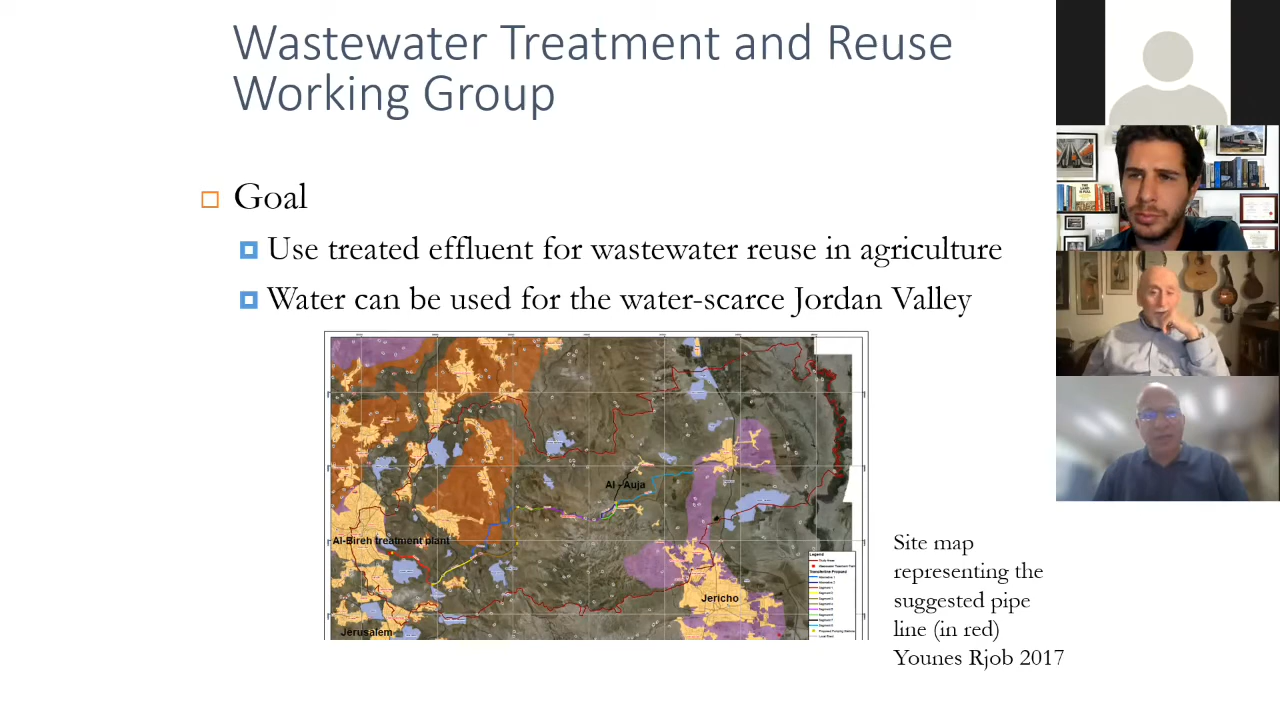 Wastewater Treatment and Reuse
Working Group
Goal
Use treated effluent for wastewater reuse in agriculture
Water can be used for the water-scarce Jordan Valley
Al - Auja
Al-Bireh treatment plant
Jericho
Jerusalem
Legend
Site map
representing the
suggested pipe
line (in red)
Younes Rjob 2017